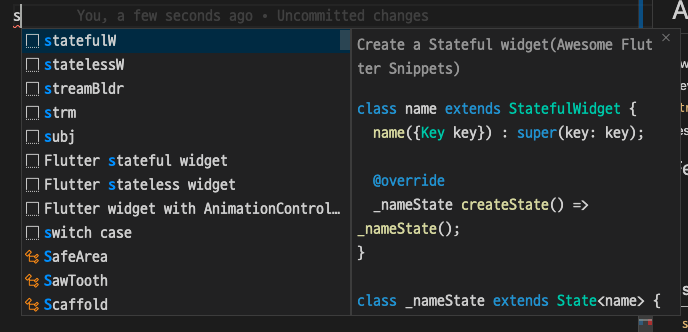 s
You, a few seconds ago • Uncommitted changes
statefulW
statelessW
streamBldr
strm
subj
Flutter stateful widget
Flutter stateless widget
Flutter widget with AnimationControl…
switch case
SafeArea
SawTooth
Scaffold
Create a Stateful widget(Awesome Flut
ter Snippets)
class name extends StatefulWidget {
name({Key key}) : super(key: key);
@override
_nameState createState() =>
_nameState();
}
class _nameState extends State<name> {
A